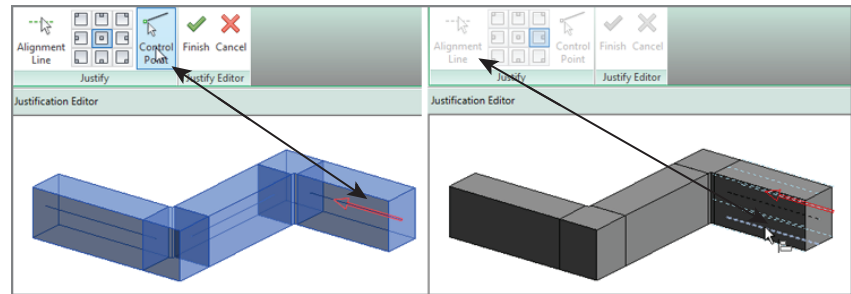 Alignment Line
Control Point
Finish
Cancel
Justify
Justify Editor
Justification Editor
Alignment Line
Control Point
Finish
Cancel
Justify
Justify Editor
Justification Editor